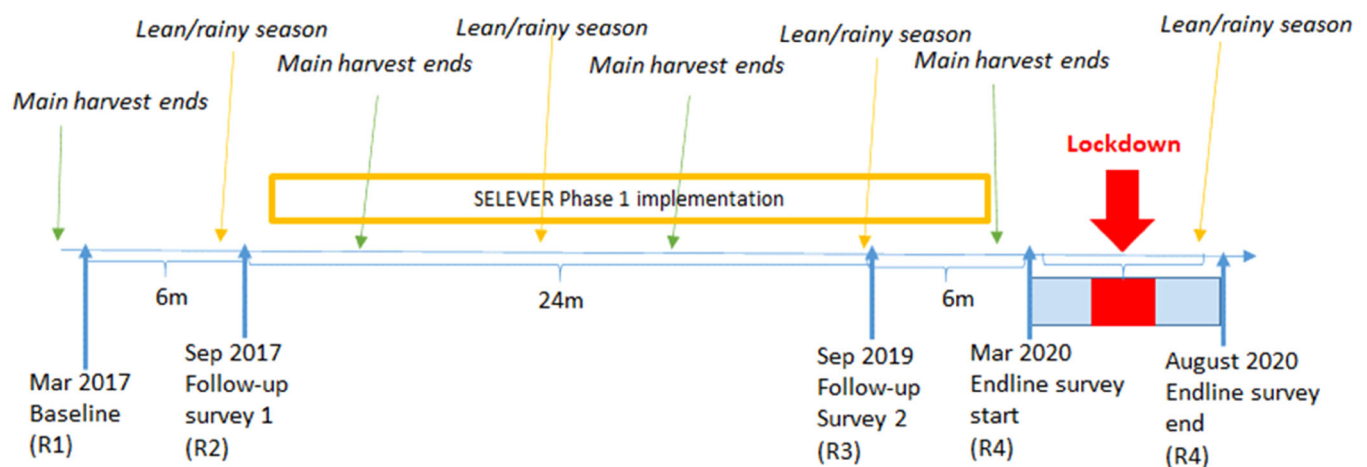 Lean/rainy season
Lean/rainy season
Lean/rainy season
Lean/rainy season
Main harvest ends
Main harvest ends
Main harvest ends
Main harvest ends
Lockdown
SELEVER Phase 1 implementation
6m
24m
6m
Mar 2017
Baseline
(R1)
Sep 2017
Follow-up
survey 1
(R2)
Sep 2019
Follow-up
Survey 2
(R3)
Mar 2020
Endline survey
start
(R4)
August 2020
Endline survey
end
(R4)